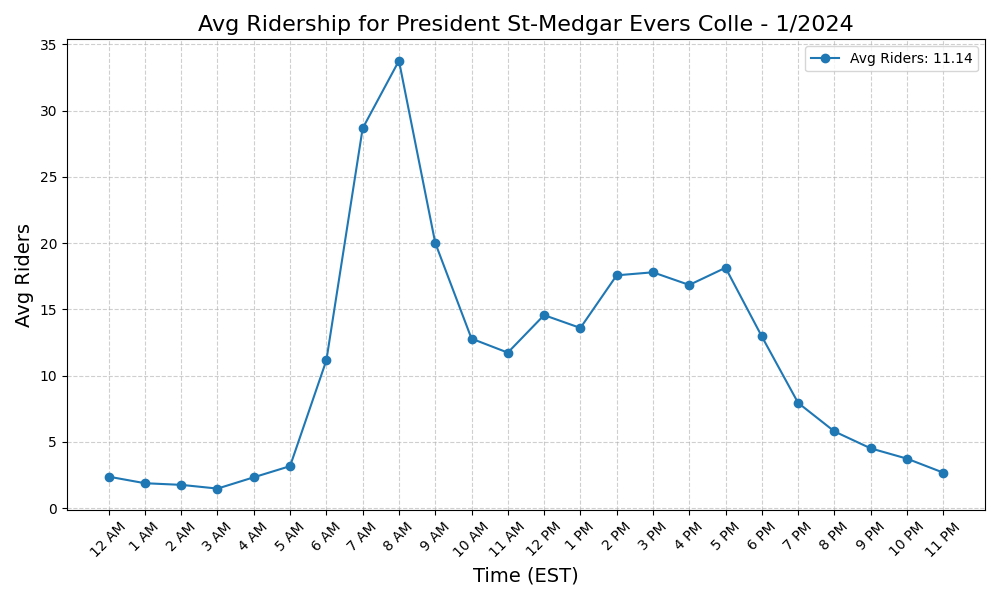 Avg Ridership for President St-Medgar Evers Colle - 1/2024
Avg Riders: 11.14
35
30
25
20
15
10
5
0
Avg Riders
12 AM
1 AM
2 AM
3 AM
4 AM
5 AM
6 AM
7 AM
8 AM
9 AM
10 AM
11 AM
12 PM
1 PM
2 PM
3 PM
4 PM
5 PM
6 PM
7 PM
8 PM
9 PM
10 PM
11 PM
Time (EST)